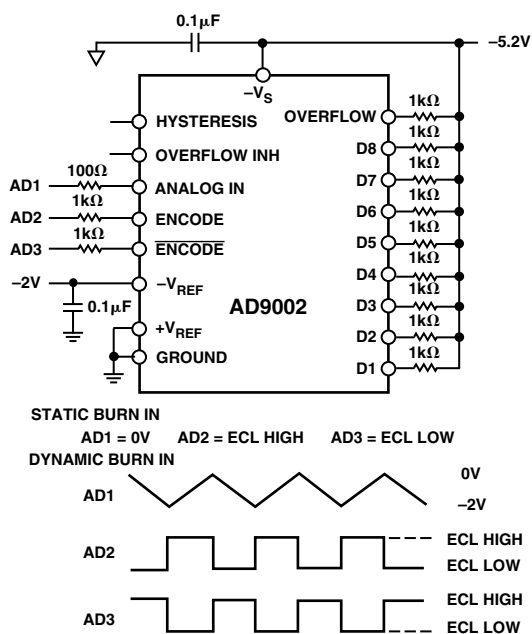 0.1µF
–5.2V
–VS
HYSTERESIS
OVERFLOW
1kΩ
OVERFLOW INH
D8
1kΩ
AD1
100Ω
ANALOG IN
D7
1kΩ
AD2
1kΩ
ENCODE
D6
1kΩ
AD3
1kΩ
ENCODE
D5
1kΩ
–2V
–VREF
D4
1kΩ
0.1µF
AD9002
D3
1kΩ
+VREF
D2
1kΩ
GROUND
D1
1kΩ
STATIC BURN IN
AD1 = 0V AD2 = ECL HIGH AD3 = ECL LOW
DYNAMIC BURN IN
AD1
0V
–2V
AD2
ECL HIGH
ECL LOW
AD3
ECL HIGH
ECL LOW